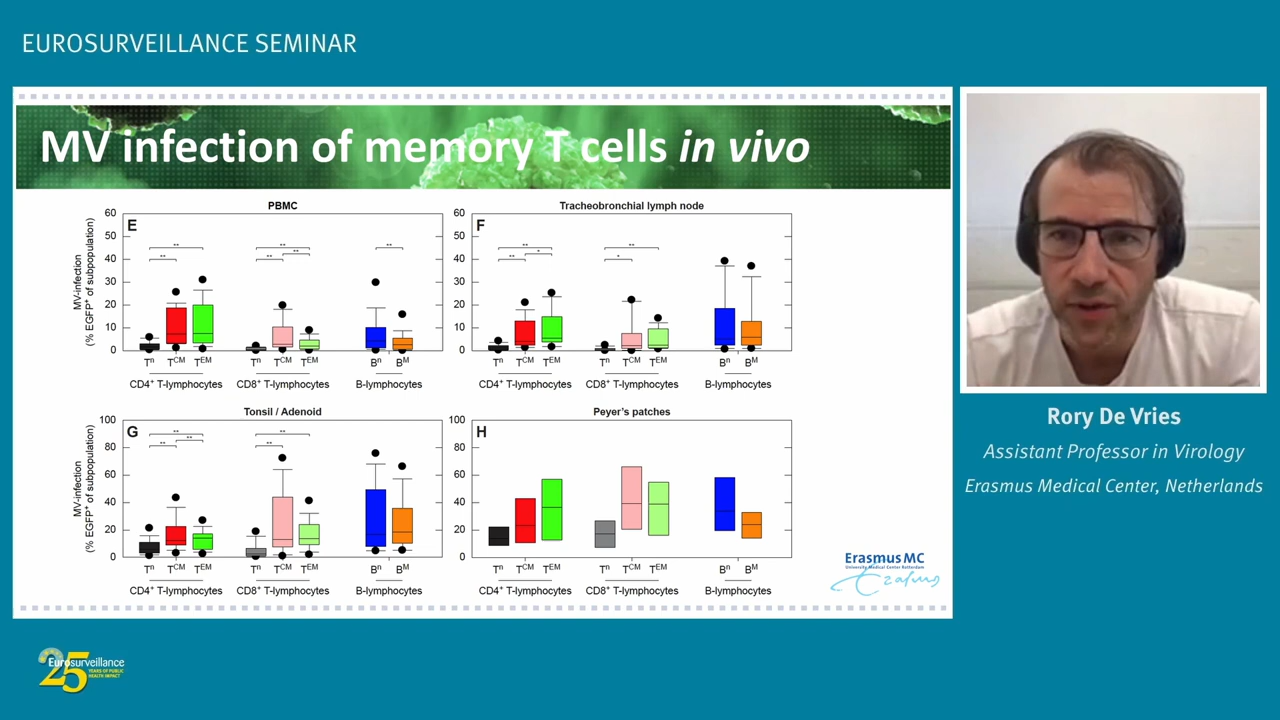 EUROSURVEILLANCE SEMINAR
MV infection of memory T cells in vivo
PBMC
E
MV-infection
(% EGFP⁺ of subpopulation)
60
50
40
30
20
10
0
** ** ** ** ** **
Tⁿ Tᶜᴹ Tᴱᴹ Tⁿ Tᶜᴹ Tᴱᴹ Bⁿ Bᴹ
CD4⁺ T-lymphocytes CD8⁺ T-lymphocytes B-lymphocytes
Tracheobronchial lymph node
F
60
50
40
30
20
10
0
** ** * ** *
Tⁿ Tᶜᴹ Tᴱᴹ Tⁿ Tᶜᴹ Tᴱᴹ Bⁿ Bᴹ
CD4⁺ T-lymphocytes CD8⁺ T-lymphocytes B-lymphocytes
Tonsil / Adenoid
G
MV-infection
(% EGFP⁺ of subpopulation)
100
80
60
40
20
0
** ** ** ** **
Tⁿ Tᶜᴹ Tᴱᴹ Tⁿ Tᶜᴹ Tᴱᴹ Bⁿ Bᴹ
CD4⁺ T-lymphocytes CD8⁺ T-lymphocytes B-lymphocytes
Peyer's patches
H
100
80
60
40
20
0
Tⁿ Tᶜᴹ Tᴱᴹ Tⁿ Tᶜᴹ Tᴱᴹ Bⁿ Bᴹ
CD4⁺ T-lymphocytes CD8⁺ T-lymphocytes B-lymphocytes
Erasmus MC
University Medical Center Rotterdam
Erasmus
Rory De Vries
Assistant Professor in Virology
Erasmus Medical Center, Netherlands
Eurosurveillance
25
YEARS OF PUBLIC
HEALTH IMPACT